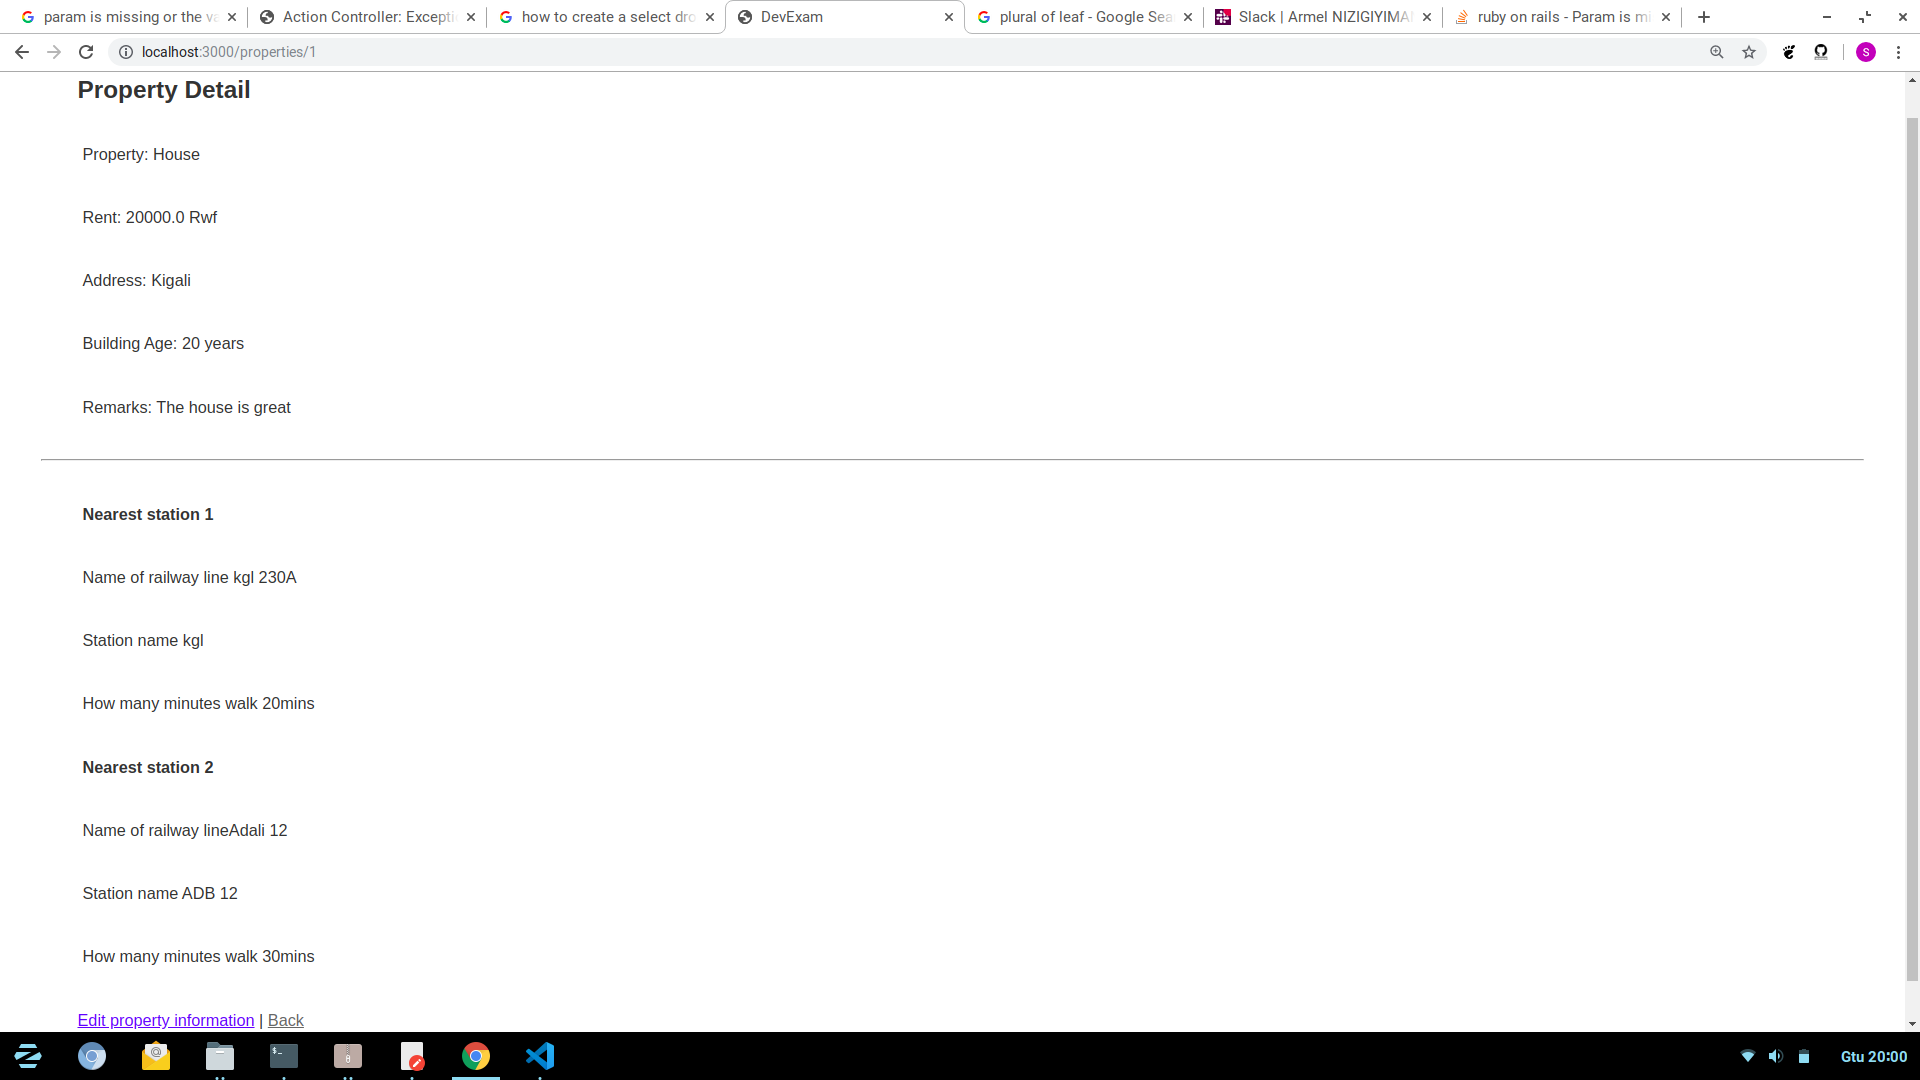 param is missing or the va
Action Controller: Excepti
how to create a select dro
DevExam
plural of leaf - Google Sea
Slack | Armel NIZIGIYIMA
ruby on rails - Param is mi
localhost:3000/properties/1
S
Property Detail
Property: House
Rent: 20000.0 Rwf
Address: Kigali
Building Age: 20 years
Remarks: The house is great
Nearest station 1
Name of railway line kgl 230A
Station name kgl
How many minutes walk 20mins
Nearest station 2
Name of railway lineAdali 12
Station name ADB 12
How many minutes walk 30mins
Edit property information | Back
Gtu 20:00